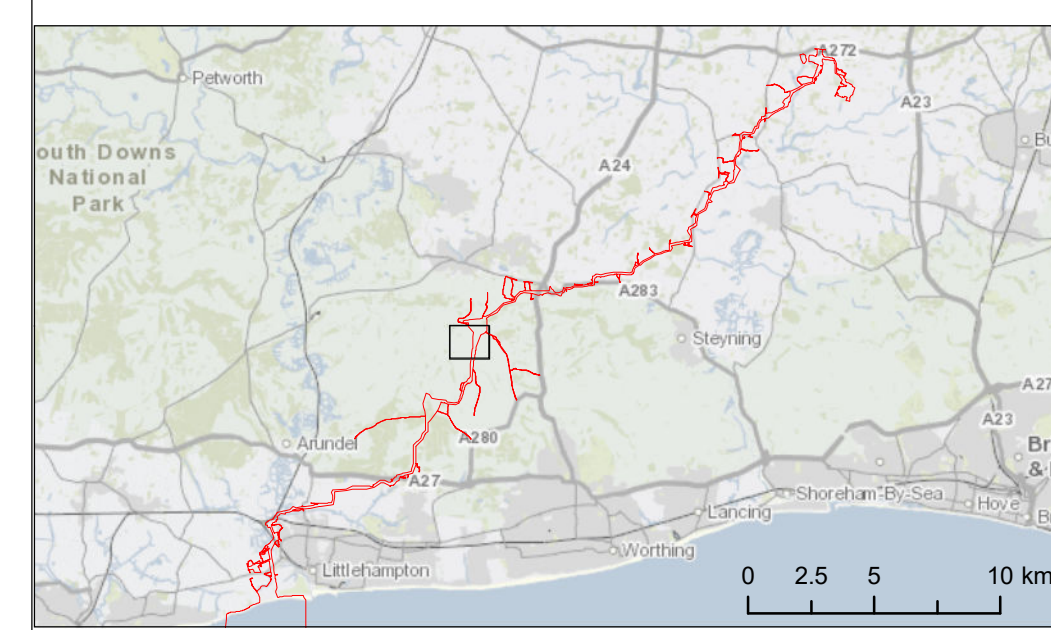 A272
Petworth
A23
outh Downs
National
Park
Bu
A24
A283
Steyning
A27
A23
Arundel
A280
Br
&
A27
Shoreham-By-Sea
Hove
B
Lancing
Worthing
Littlehampton
0 2.5 5 10 km